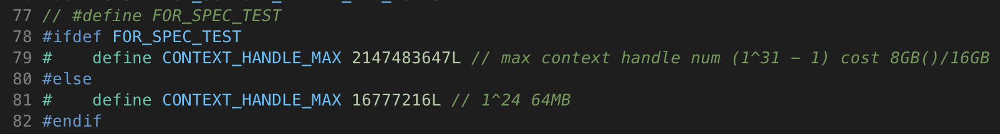 77 // #define FOR_SPEC_TEST
78 #ifdef FOR_SPEC_TEST
79 #    define CONTEXT_HANDLE_MAX 2147483647L // max context handle num (1^31 – 1) cost 8GB()/16GB
80 #else
81 #    define CONTEXT_HANDLE_MAX 16777216L // 1^24 64MB
82 #endif